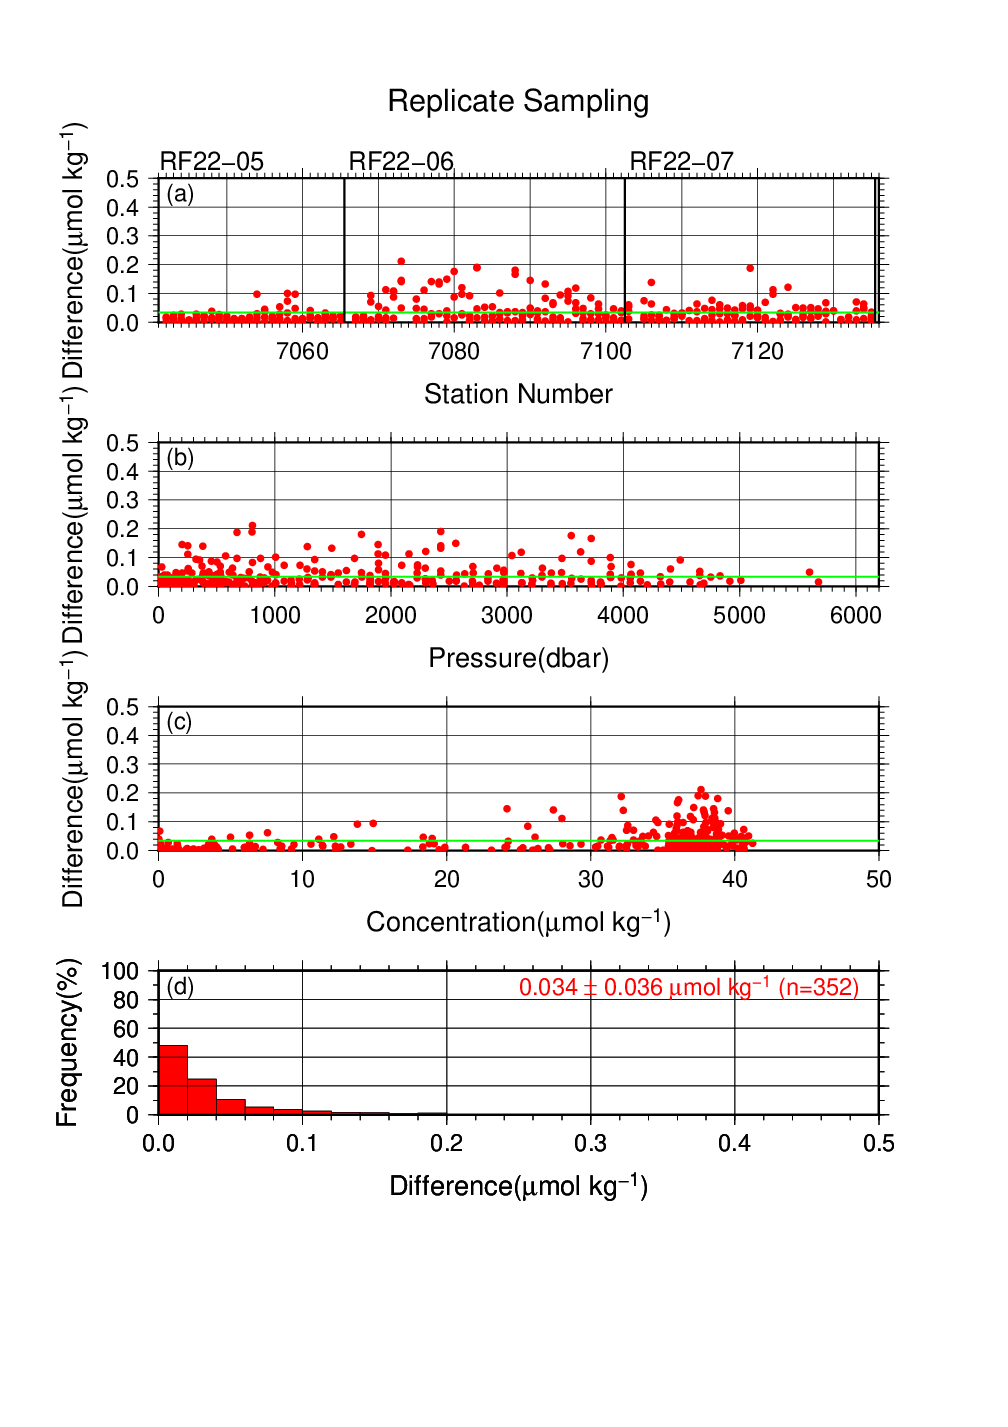 Replicate Sampling
RF22−05 RF22−06 RF22−07
(a)
0.5
0.4
0.3
0.2
0.1
0.0
Difference(μmol kg−1)
7060 7080 7100 7120
Station Number
(b)
0.5
0.4
0.3
0.2
0.1
0.0
Difference(μmol kg−1)
0 1000 2000 3000 4000 5000 6000
Pressure(dbar)
(c)
0.5
0.4
0.3
0.2
0.1
0.0
Difference(μmol kg−1)
0 10 20 30 40 50
Concentration(μmol kg−1)
(d)
0.034 ± 0.036 μmol kg−1 (n=352)
100
80
60
40
20
0
Frequency(%)
0.0 0.1 0.2 0.3 0.4 0.5
Difference(μmol kg−1)